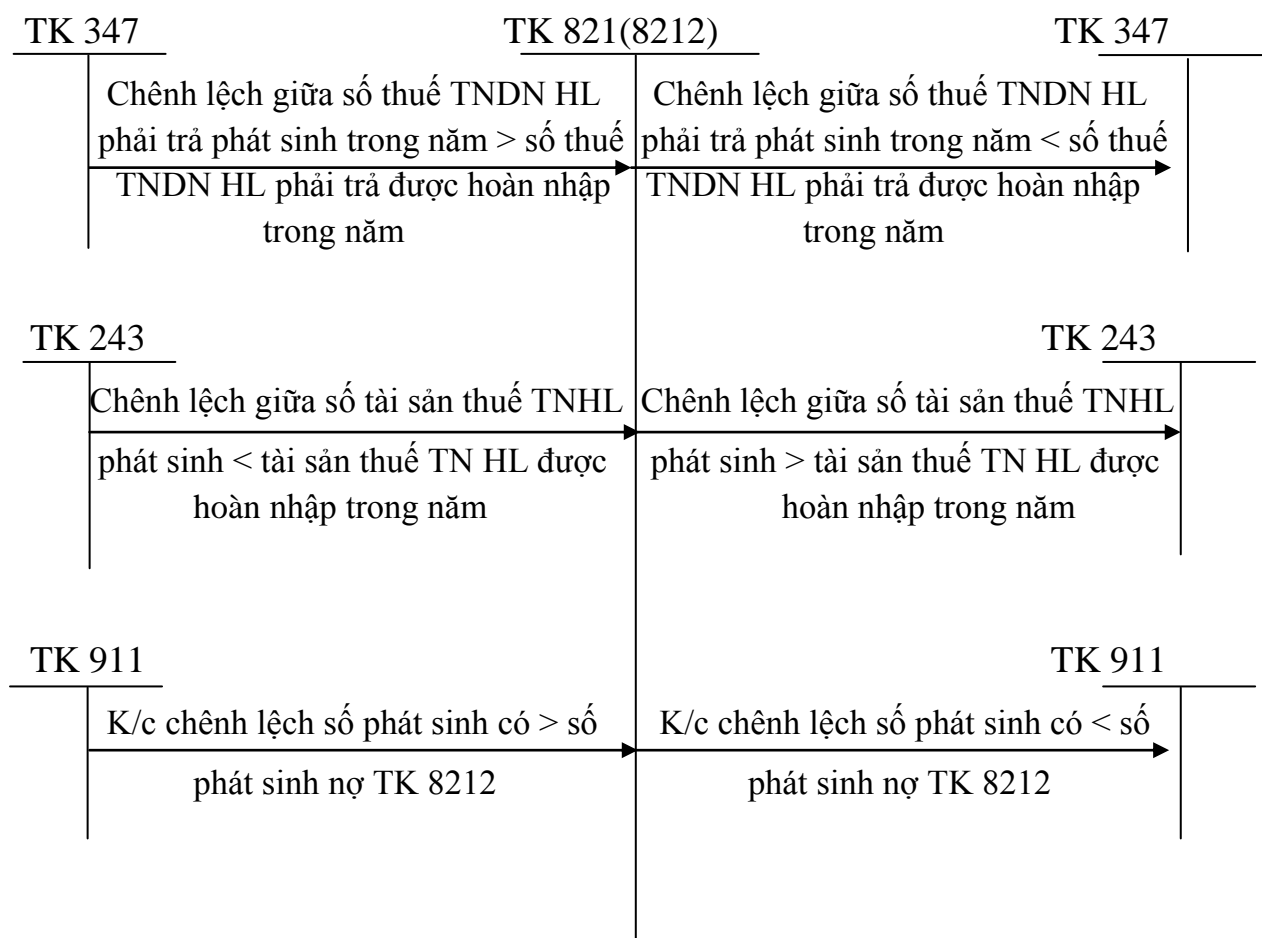 TK 347
TK 821(8212)
TK 347
Chênh lệch giữa số thuế TNDN HL
phải trả phát sinh trong năm > số thuế
TNDN HL phải trả được hoàn nhập
trong năm
Chênh lệch giữa số thuế TNDN HL
phải trả phát sinh trong năm < số thuế
TNDN HL phải trả được hoàn nhập
trong năm
TK 243
TK 243
Chênh lệch giữa số tài sản thuế TNHL
phát sinh < tài sản thuế TN HL được
hoàn nhập trong năm
Chênh lệch giữa số tài sản thuế TNHL
phát sinh > tài sản thuế TN HL được
hoàn nhập trong năm
TK 911
TK 911
K/c chênh lệch số phát sinh có > số
phát sinh nợ TK 8212
K/c chênh lệch số phát sinh có < số
phát sinh nợ TK 8212